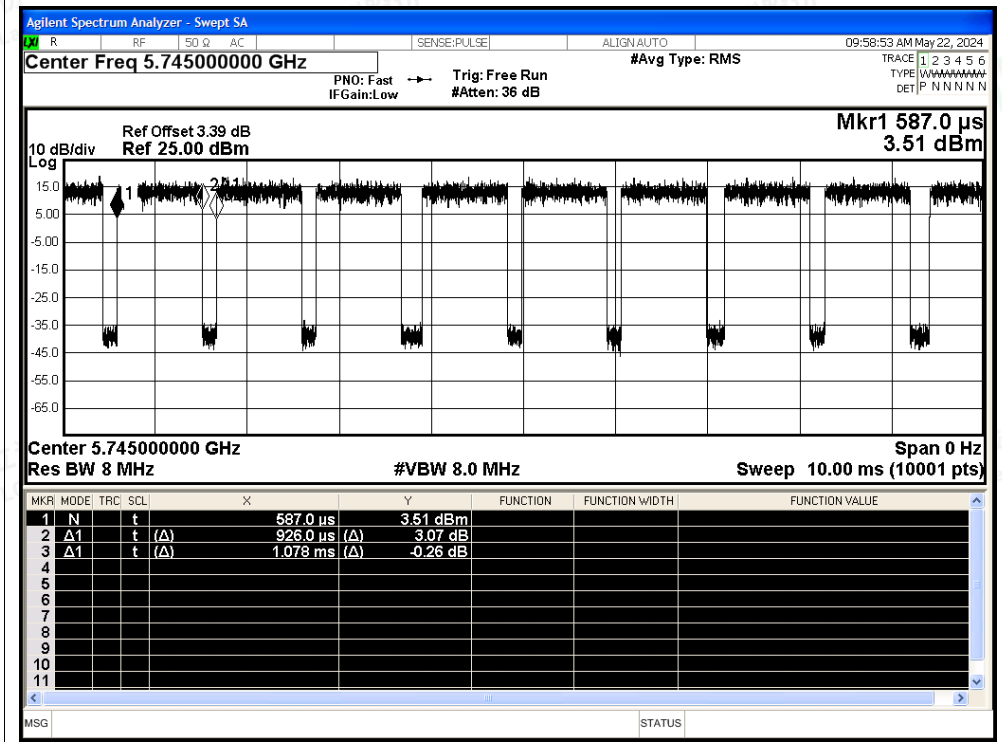 Agilent Spectrum Analyzer - Swept SA
LXI R RF 50 Ω AC SENSE:PULSE ALIGN AUTO 09:58:53 AM May 22, 2024
Center Freq 5.745000000 GHz #Avg Type: RMS TRACE 1 2 3 4 5 6
PNO: Fast Trig: Free Run TYPE WWWWWW
IFGain:Low #Atten: 36 dB DET P N N N N N
Mkr1 587.0 µs
Ref Offset 3.39 dB
10 dB/div Ref 25.00 dBm 3.51 dBm
Log
15.0
5.00
-5.00
-15.0
-25.0
-35.0
-45.0
-55.0
-65.0
1
Center 5.745000000 GHz Span 0 Hz
Res BW 8 MHz #VBW 8.0 MHz Sweep 10.00 ms (10001 pts)
MKR MODE TRC SCL X Y FUNCTION FUNCTION WIDTH FUNCTION VALUE
1 N t 587.0 µs 3.51 dBm
2 Δ1 t (Δ) 926.0 µs (Δ) 3.07 dB
3 Δ1 t (Δ) 1.078 ms (Δ) -0.26 dB
4
5
6
7
8
9
10
11
MSG STATUS